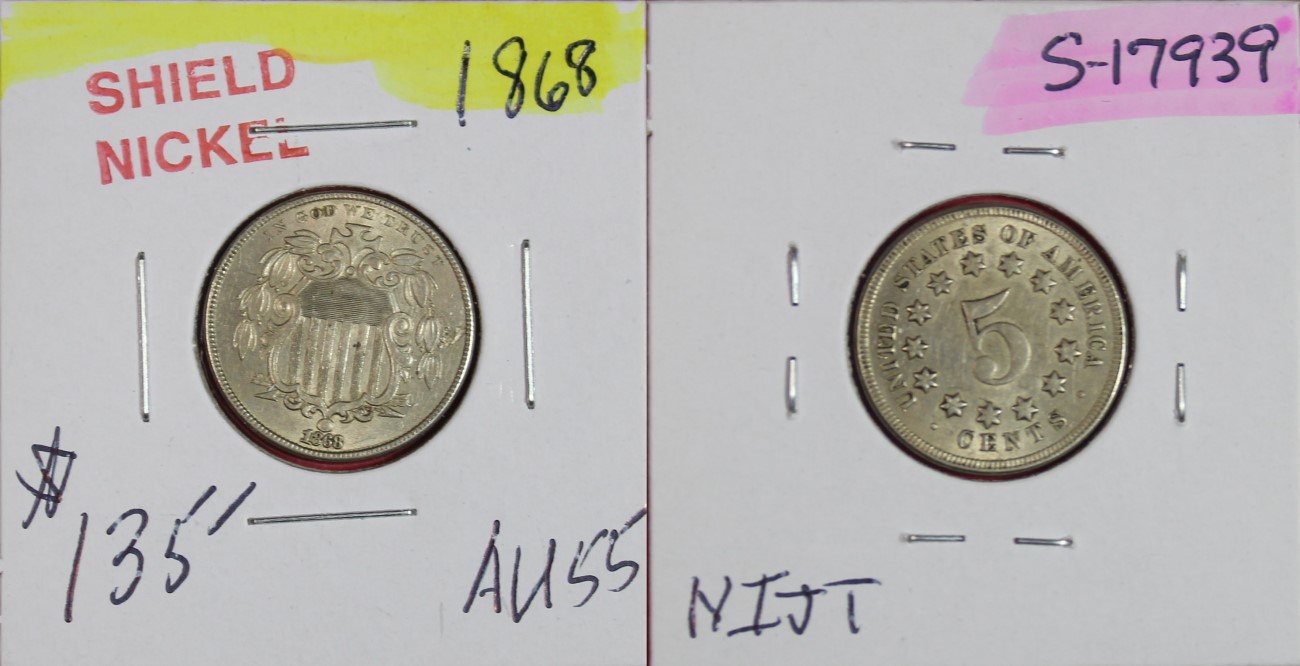 SHIELD
NICKEL
1868
IN GOD WE TRUST
1868
$135
AU55
S-17939
UNITED STATES OF AMERICA
5
CENTS
NIJT